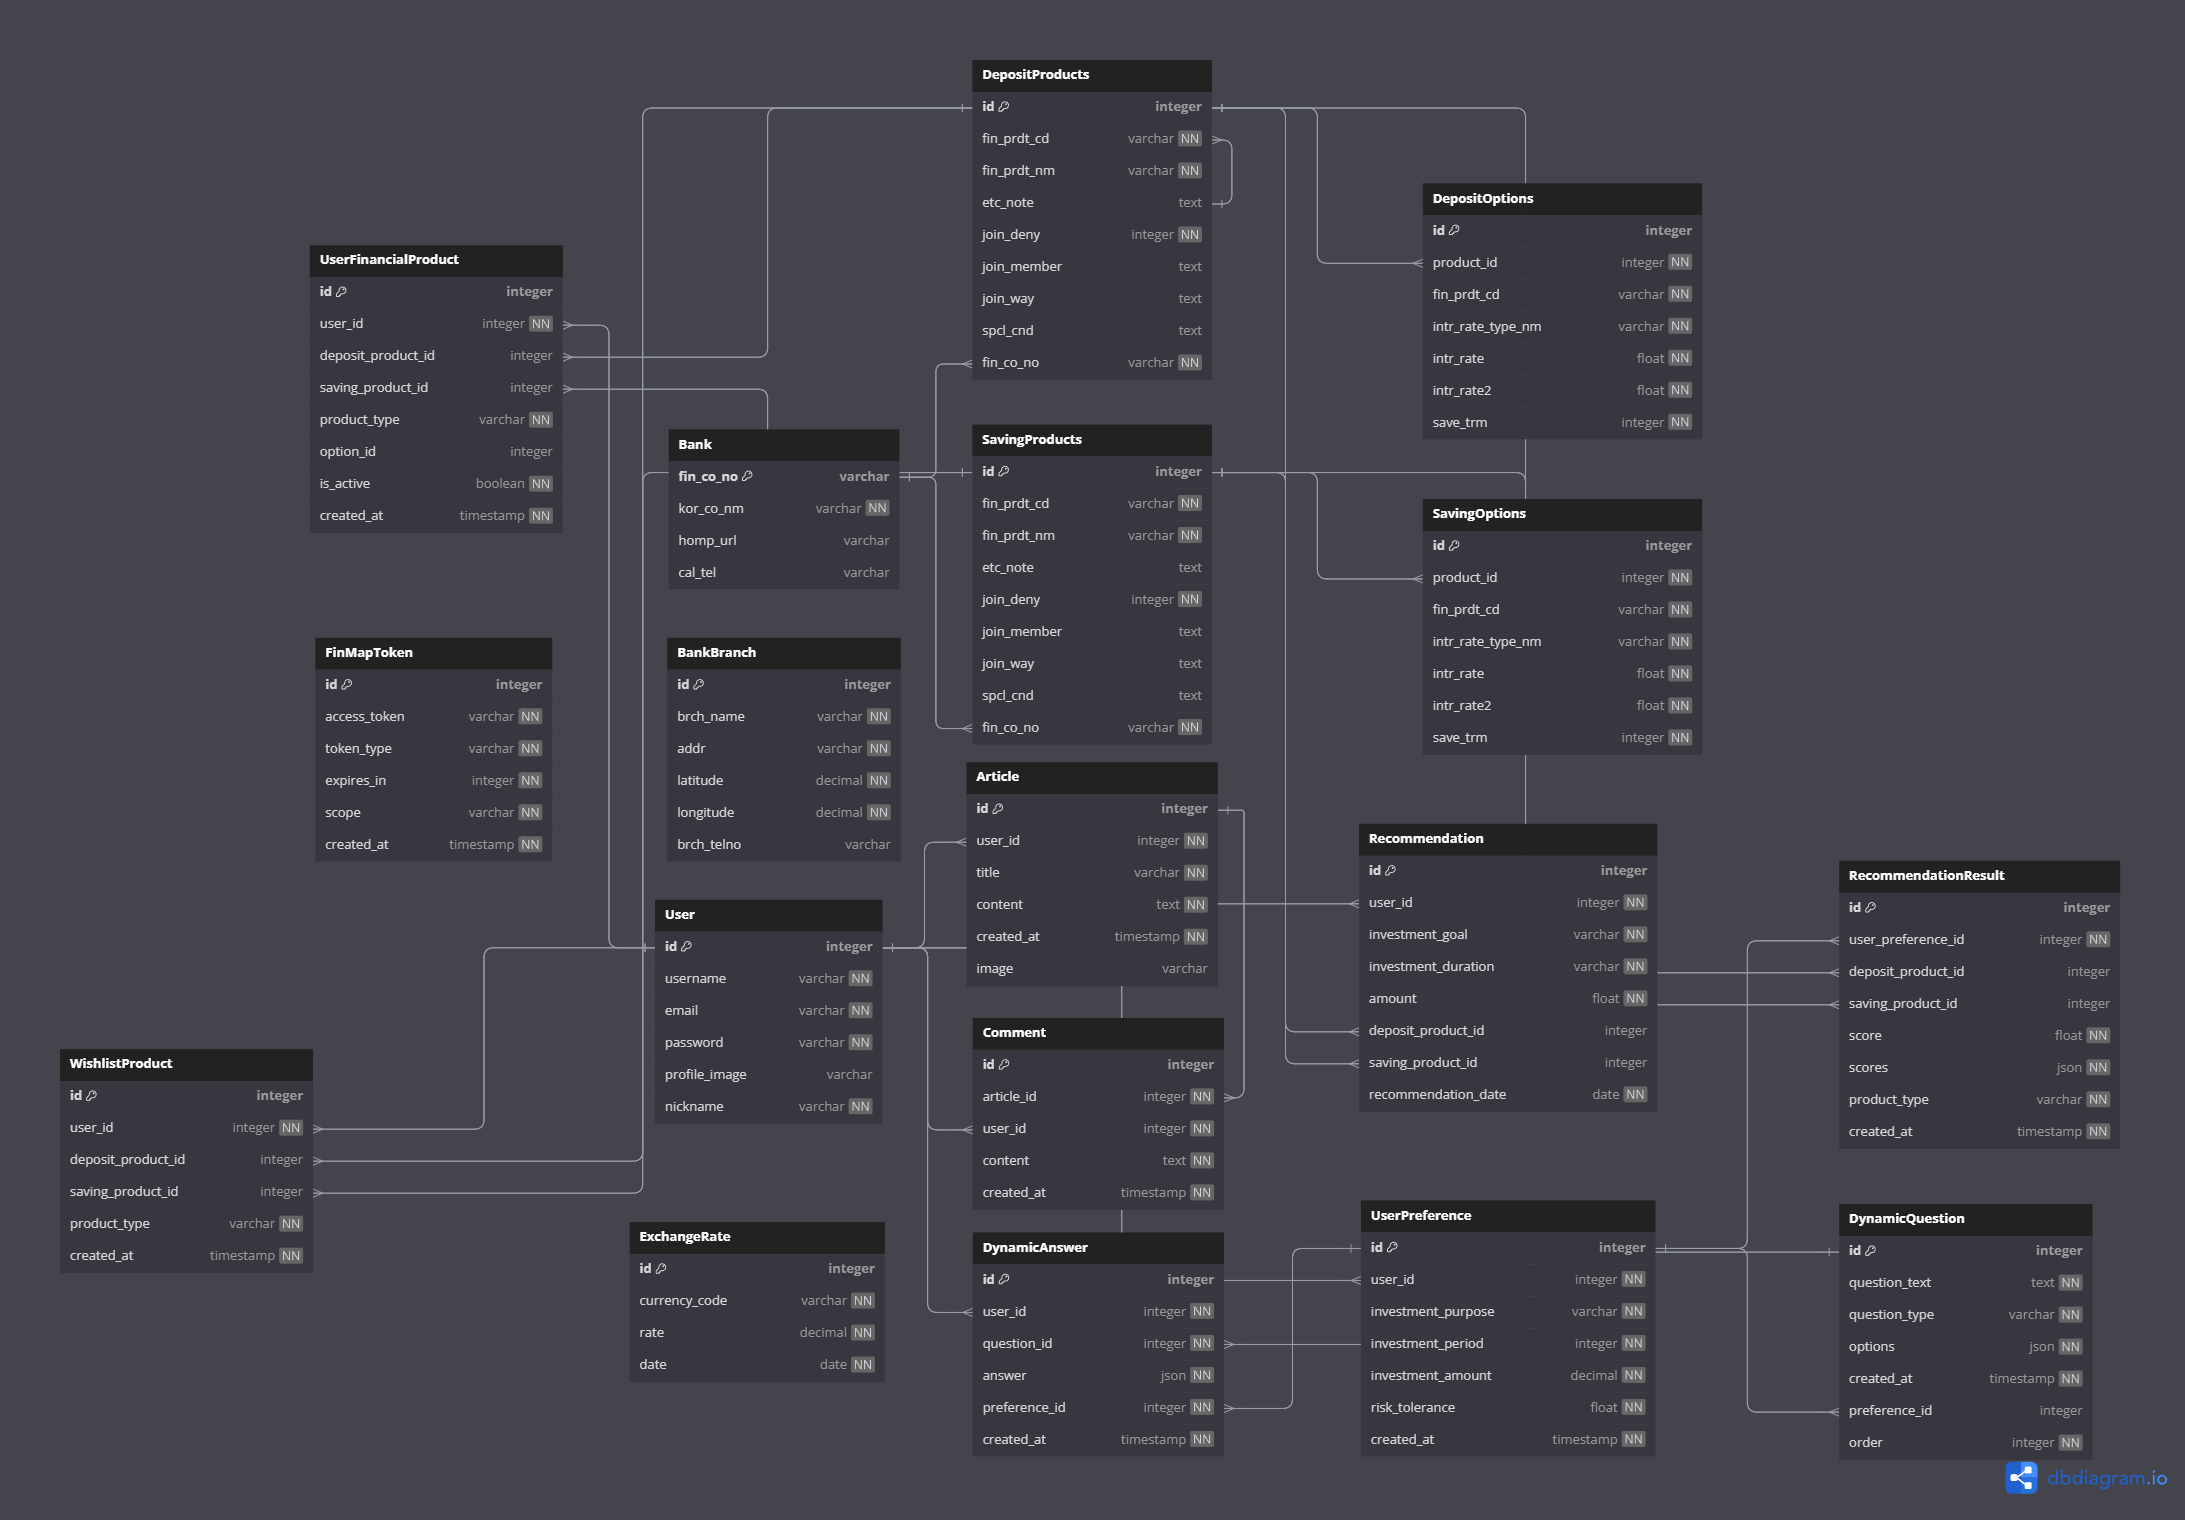 DepositProducts
id integer
fin_prdt_cd varchar NN
fin_prdt_nm varchar NN
etc_note text
join_deny integer NN
join_member text
join_way text
spcl_cnd text
fin_co_no varchar NN
DepositOptions
id integer
product_id integer NN
fin_prdt_cd varchar NN
intr_rate_type_nm varchar NN
intr_rate float NN
intr_rate2 float NN
save_trm integer NN
UserFinancialProduct
id integer
user_id integer NN
deposit_product_id integer
saving_product_id integer
product_type varchar NN
option_id integer
is_active boolean NN
created_at timestamp NN
Bank
fin_co_no varchar
kor_co_nm varchar NN
homp_url varchar
cal_tel varchar
SavingProducts
id integer
fin_prdt_cd varchar NN
fin_prdt_nm varchar NN
etc_note text
join_deny integer NN
join_member text
join_way text
spcl_cnd text
fin_co_no varchar NN
SavingOptions
id integer
product_id integer NN
fin_prdt_cd varchar NN
intr_rate_type_nm varchar NN
intr_rate float NN
intr_rate2 float NN
save_trm integer NN
FinMapToken
id integer
access_token varchar NN
token_type varchar NN
expires_in integer NN
scope varchar NN
created_at timestamp NN
BankBranch
id integer
brch_name varchar NN
addr varchar NN
latitude decimal NN
longitude decimal NN
brch_telno varchar
Article
id integer
user_id integer NN
title varchar NN
content text NN
created_at timestamp NN
image varchar
Recommendation
id integer
user_id integer NN
investment_goal varchar NN
investment_duration varchar NN
amount float NN
deposit_product_id integer
saving_product_id integer
recommendation_date date NN
RecommendationResult
id integer
user_preference_id integer NN
deposit_product_id integer
saving_product_id integer
score float NN
scores json NN
product_type varchar NN
created_at timestamp NN
User
id integer
username varchar NN
email varchar NN
password varchar NN
profile_image varchar
nickname varchar NN
Comment
id integer
article_id integer NN
user_id integer NN
content text NN
created_at timestamp NN
WishlistProduct
id integer
user_id integer NN
deposit_product_id integer
saving_product_id integer
product_type varchar NN
created_at timestamp NN
ExchangeRate
id integer
currency_code varchar NN
rate decimal NN
date date NN
DynamicAnswer
id integer
user_id integer NN
question_id integer NN
answer json NN
preference_id integer NN
created_at timestamp NN
UserPreference
id integer
user_id integer NN
investment_purpose varchar NN
investment_period integer NN
investment_amount decimal NN
risk_tolerance float NN
created_at timestamp NN
DynamicQuestion
id integer
question_text text NN
question_type varchar NN
options json NN
created_at timestamp NN
preference_id integer
order integer NN
dbdiagram.io